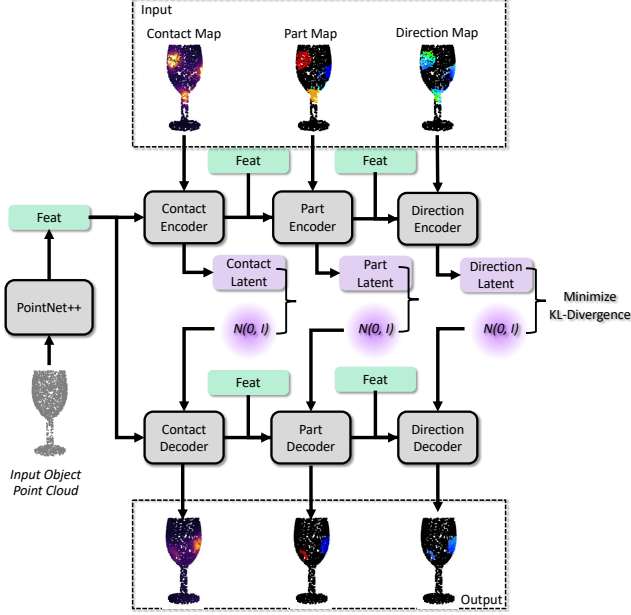 Input
Contact Map
Part Map
Direction Map
Feat
Feat
Feat
Contact
Encoder
Part
Encoder
Direction
Encoder
PointNet++
Contact
Latent
Part
Latent
Direction
Latent
Minimize
KL-Divergence
N(0, I)
N(0, I)
N(0, I)
Feat
Feat
Contact
Decoder
Part
Decoder
Direction
Decoder
Input Object
Point Cloud
Output